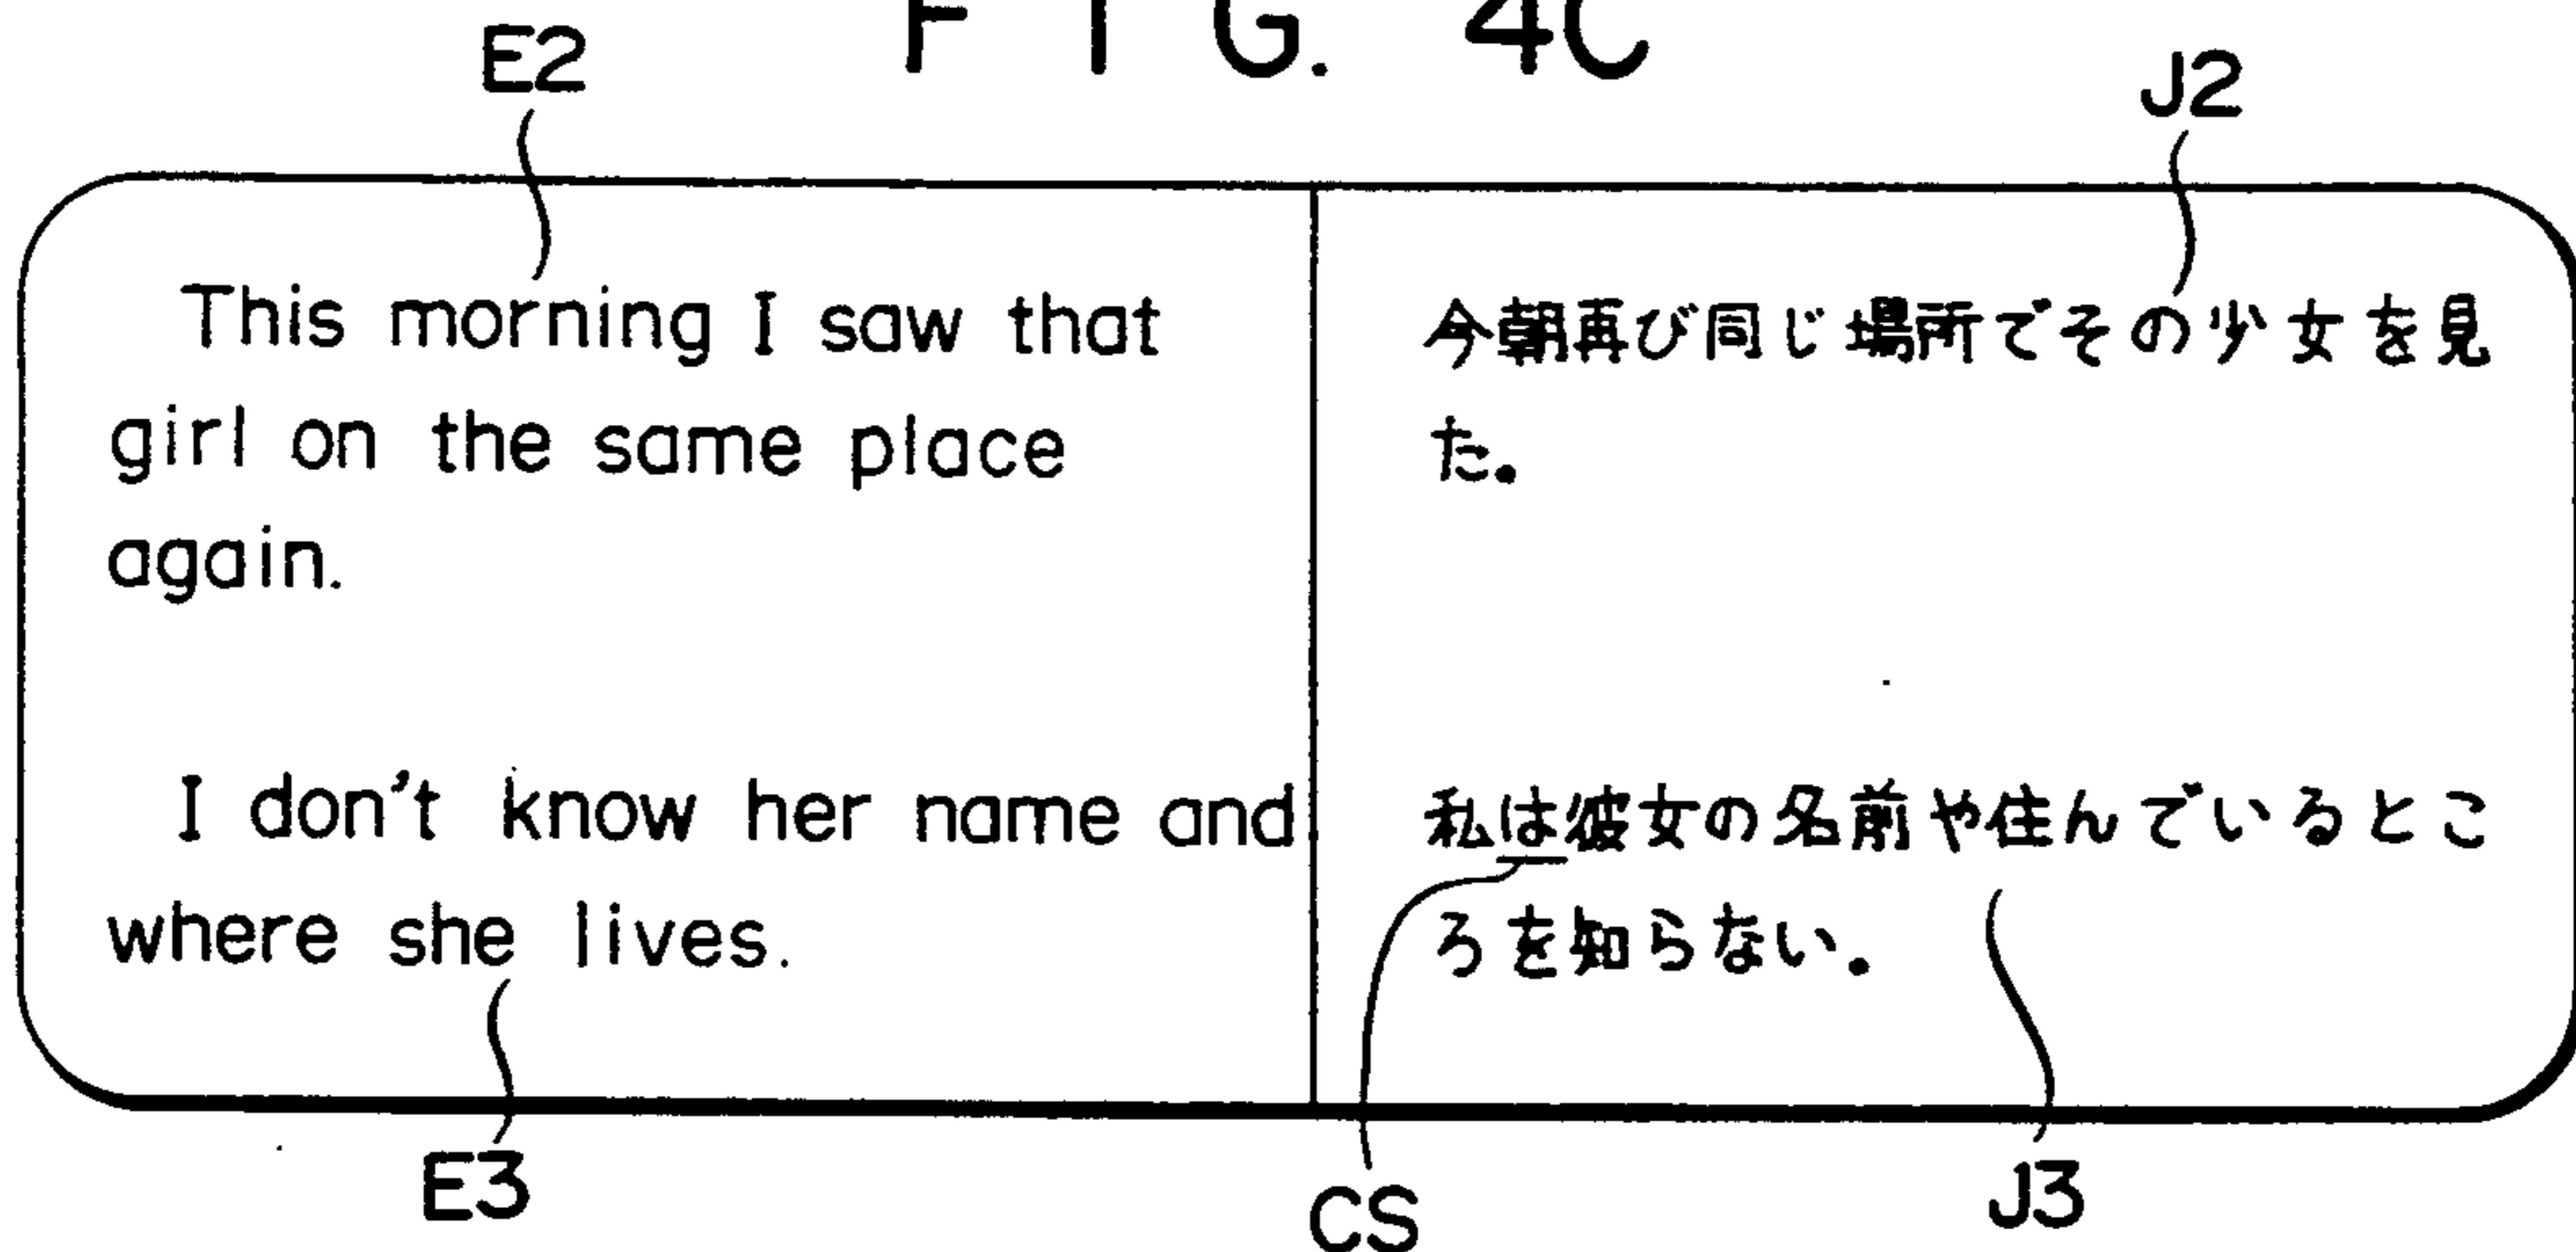 FIG. 4C
E2
J2
This morning I saw that
girl on the same place
again.
I don't know her name and
where she lives.
今朝再び同じ場所でその少女を見
た。
私は彼女の名前や住んでいるとこ
ろを知らない。
E3
CS
J3